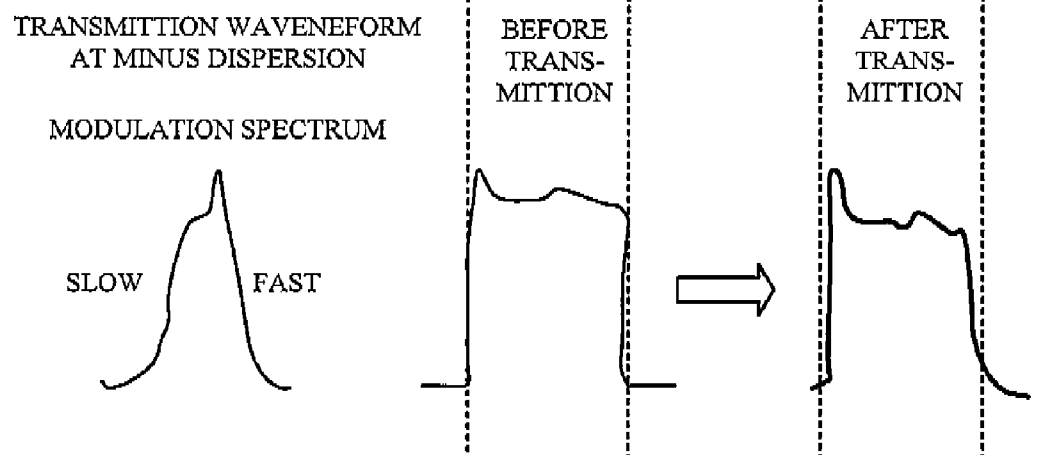 TRANSMITTION WAVENEFORM
AT MINUS DISPERSION
MODULATION SPECTRUM
SLOW
FAST
BEFORE
TRANS-
MITTION
AFTER
TRANS-
MITTION